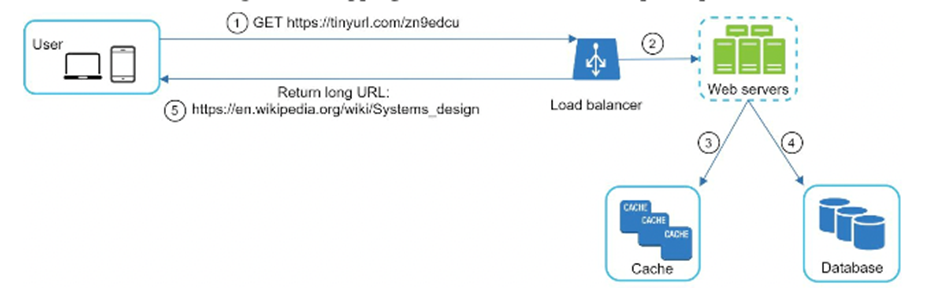 ① GET https://tinyurl.com/zn9edcu
User
②
Web servers
Load balancer
Return long URL:
⑤ https://en.wikipedia.org/wiki/Systems_design
③
④
CACHE
CACHE
CACHE
Cache
Database